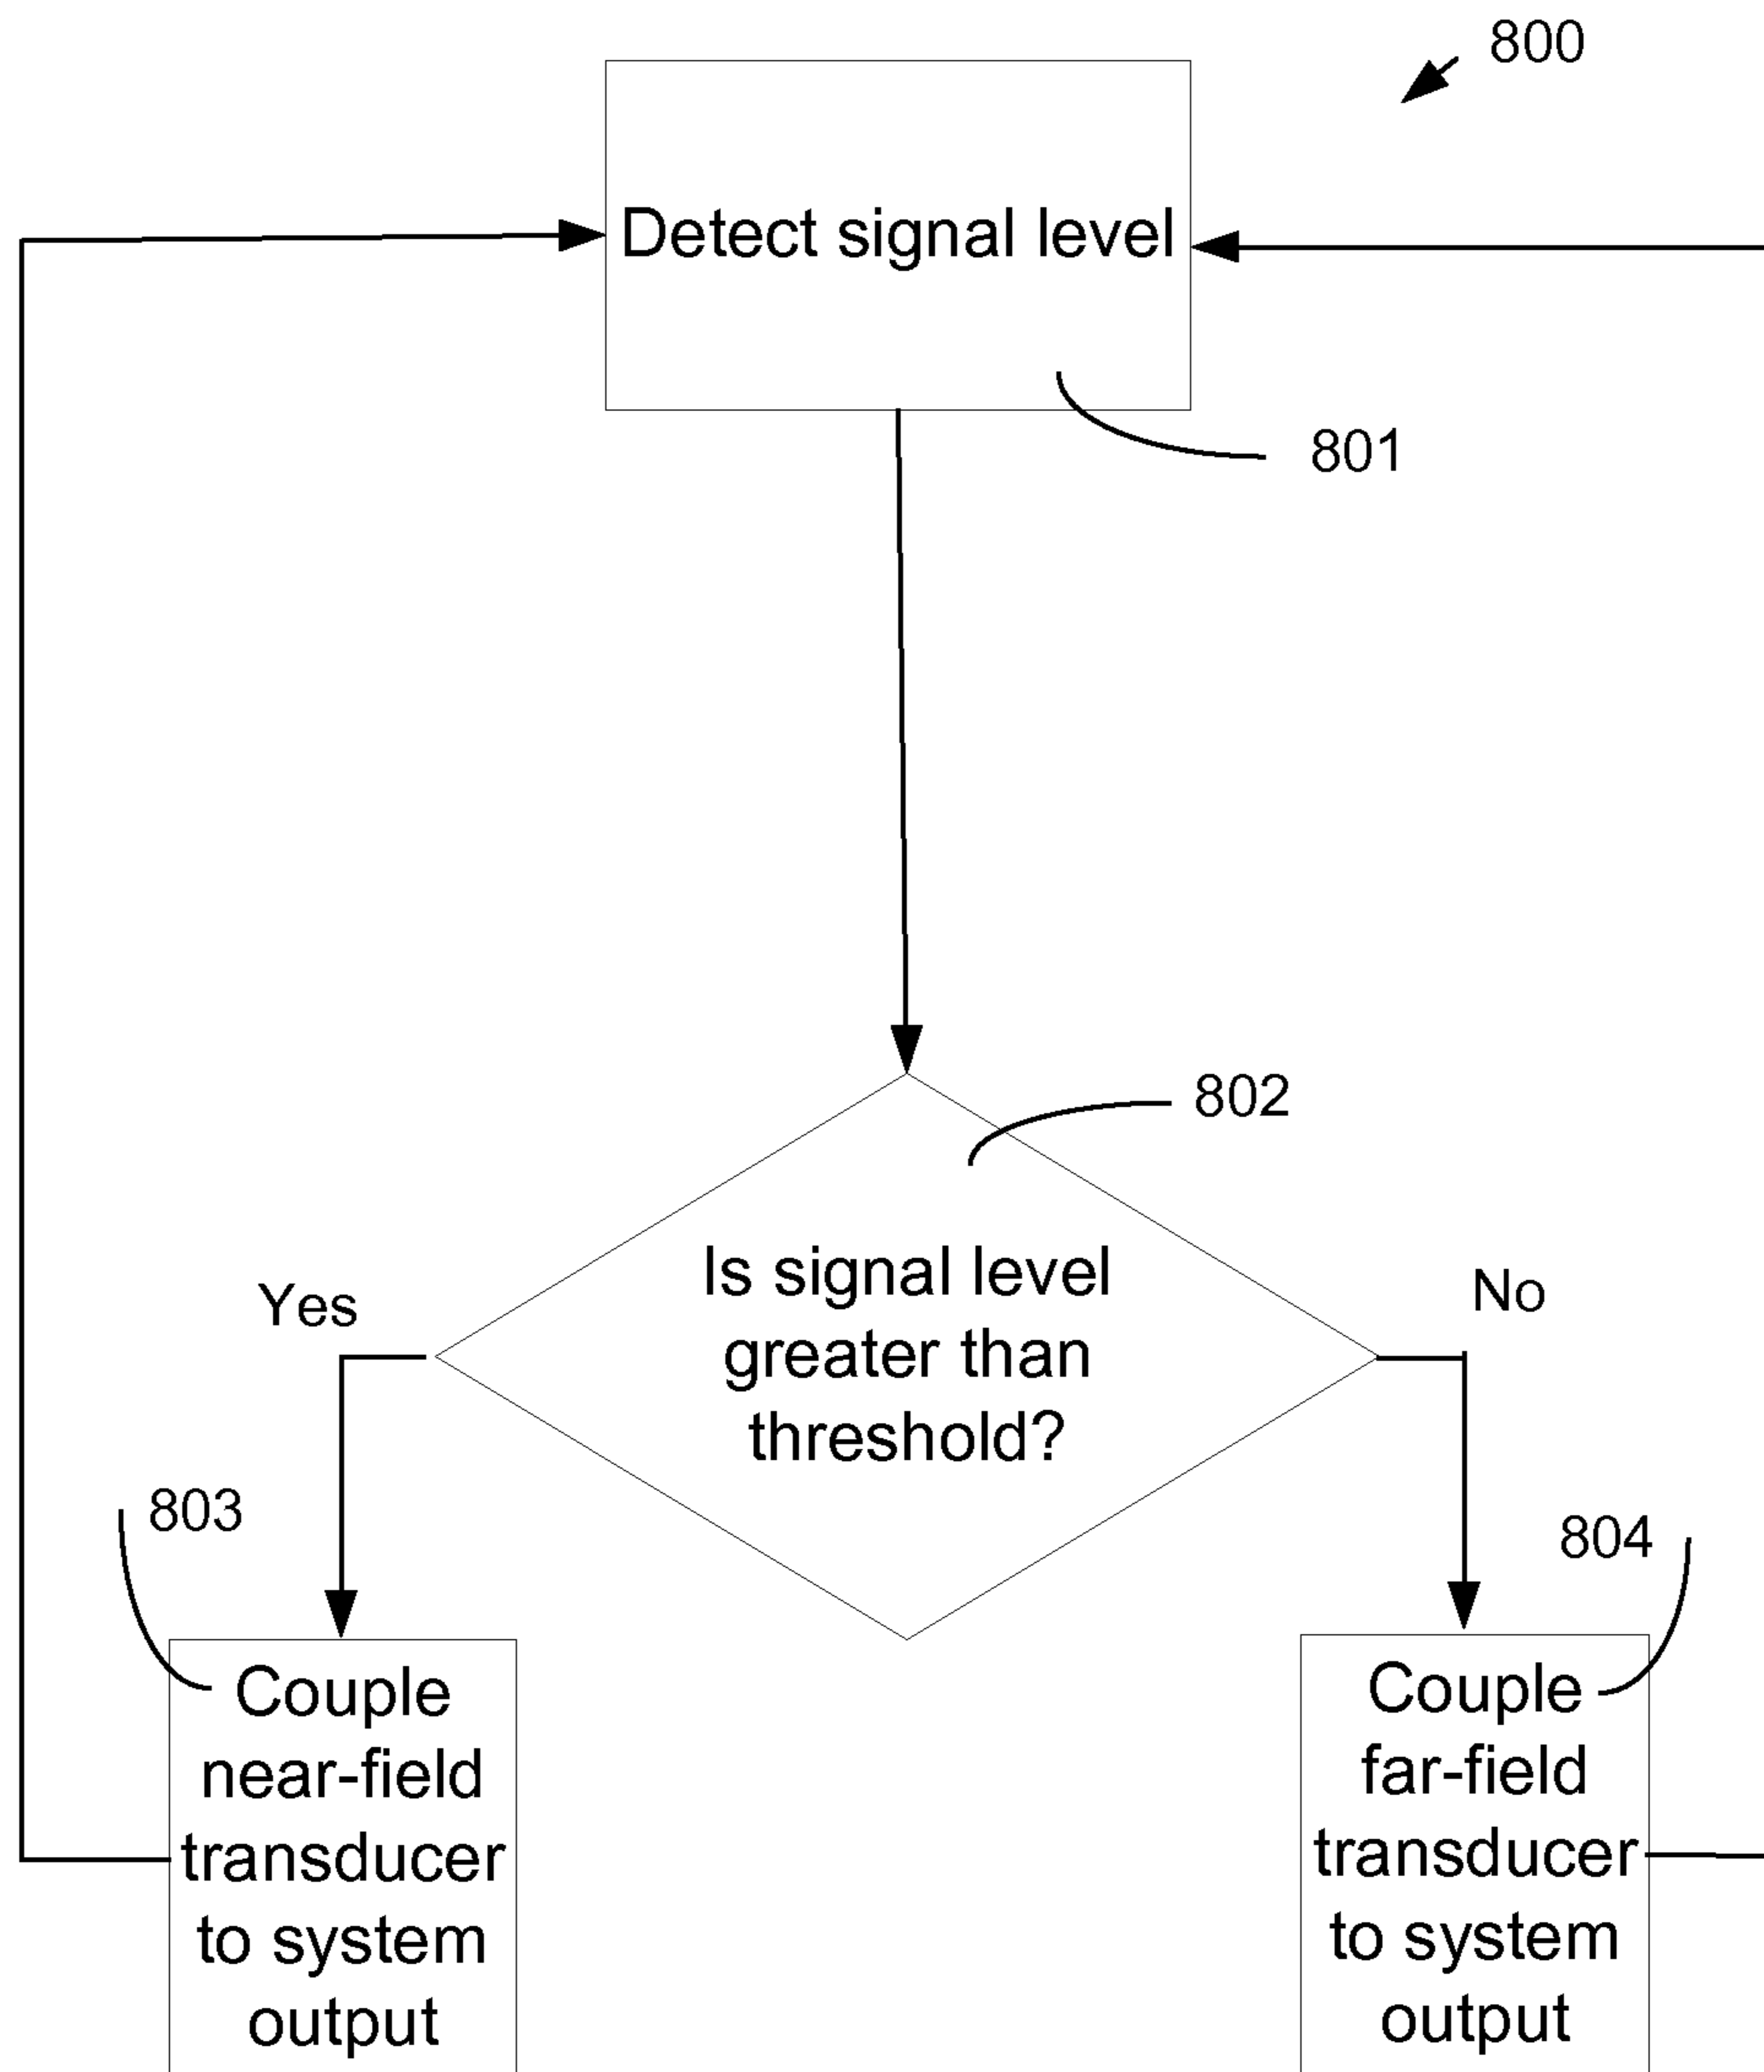 800
Detect signal level
801
802
Is signal level
greater than
threshold?
Yes
No
803
804
Couple
near-field
transducer
to system
output
Couple
far-field
transducer
to system
output